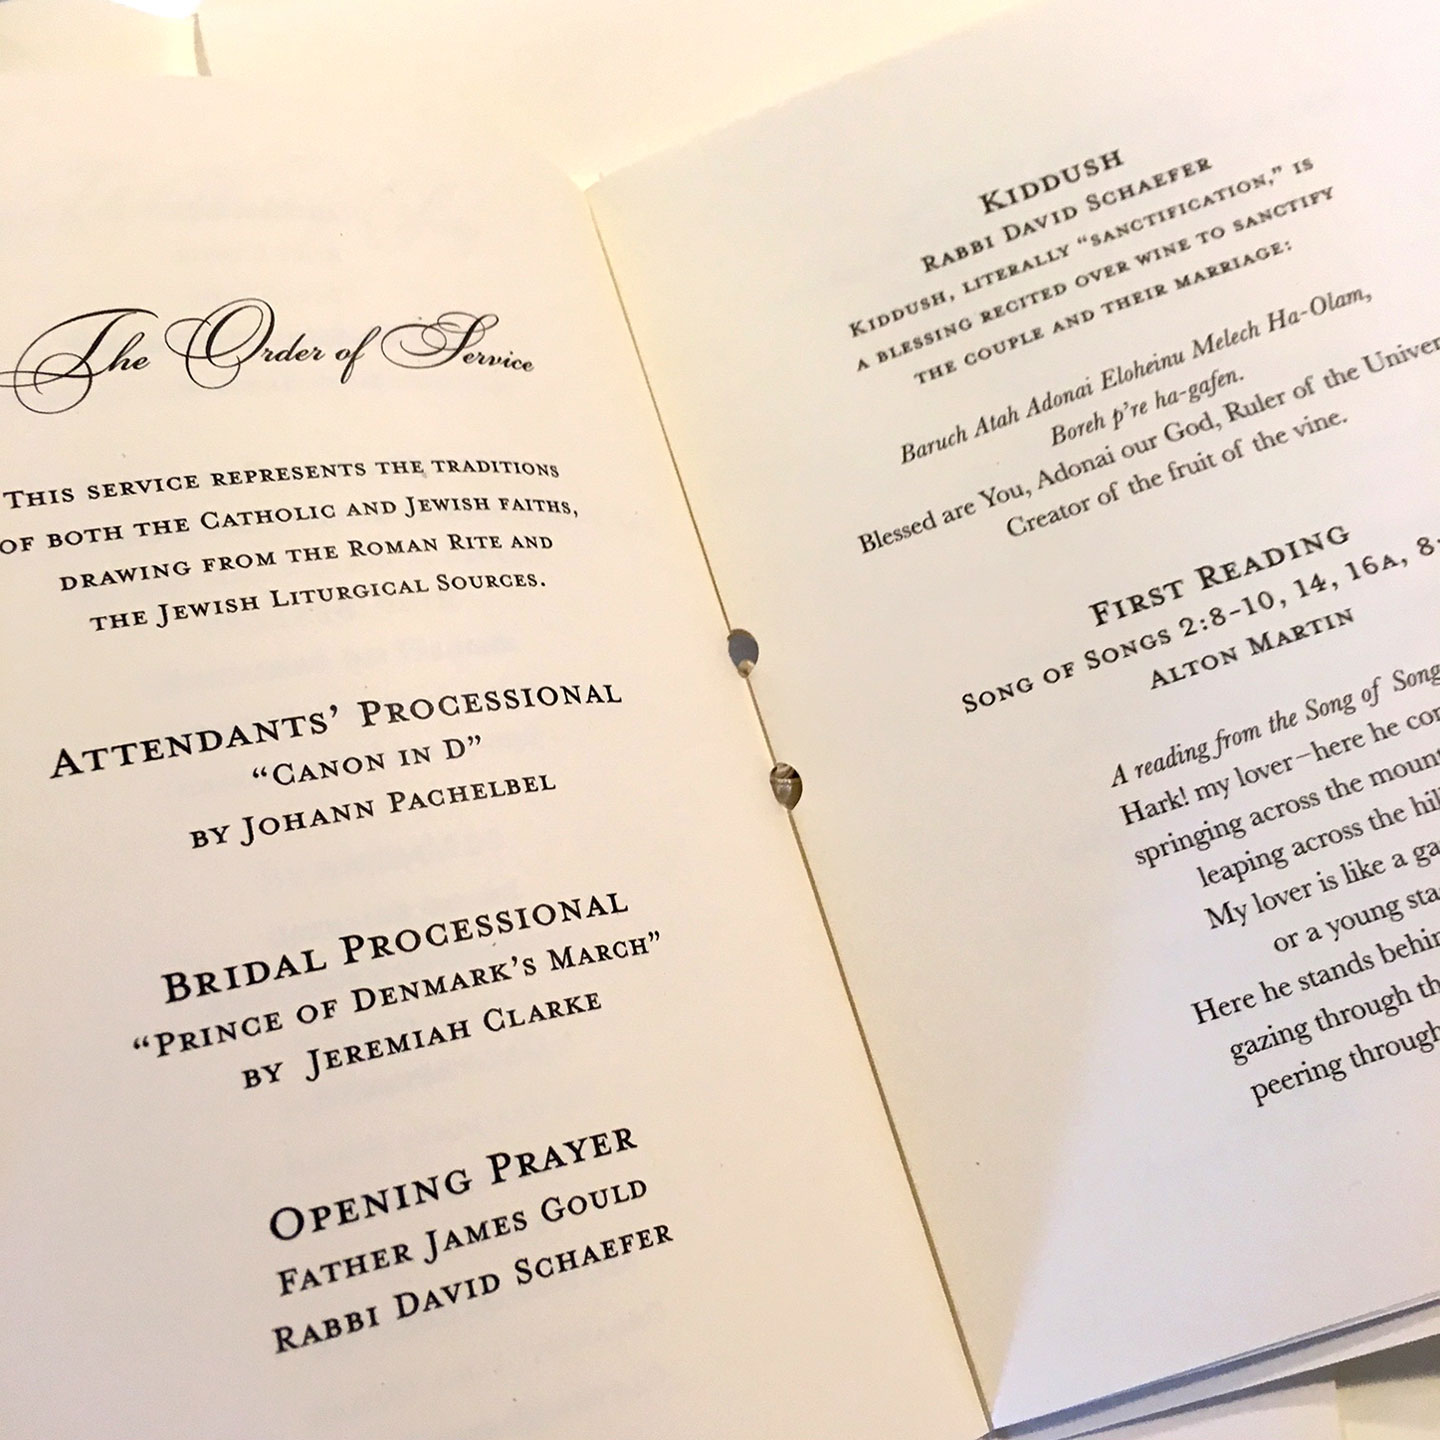 The Order of Service
This service represents the traditions
of both the Catholic and Jewish faiths,
drawing from the Roman Rite and
the Jewish Liturgical Sources.
Attendants' Processional
"Canon in D"
by Johann Pachelbel
Bridal Processional
"Prince of Denmark's March"
by Jeremiah Clarke
Opening Prayer
Father James Gould
Rabbi David Schaefer
Kiddush
Rabbi David Schaefer
Kiddush, literally "sanctification," is
a blessing recited over wine to sanctify
the couple and their marriage:
Baruch Atah Adonai Eloheinu Melech Ha-Olam,
Boreh p're ha-gafen.
Blessed are You, Adonai our God, Ruler of the
Creator of the fruit of the vine.
First Reading
Song of Songs 2:8-10, 14, 16a, 8:
Alton Martin
A reading from the Song of
Hark! my lover–here he
springing across the
leaping across the
My lover is like a
or a young
Here he stands
gazing through
peering through